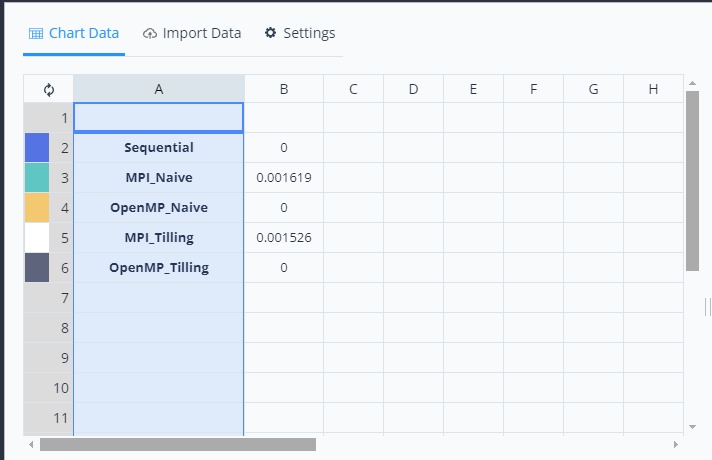 Chart Data Import Data Settings
A B C D E F G H
1
2 Sequential 0
3 MPI_Naive 0.001619
4 OpenMP_Naive 0
5 MPI_Tilling 0.001526
6 OpenMP_Tilling 0
7
8
9
10
11